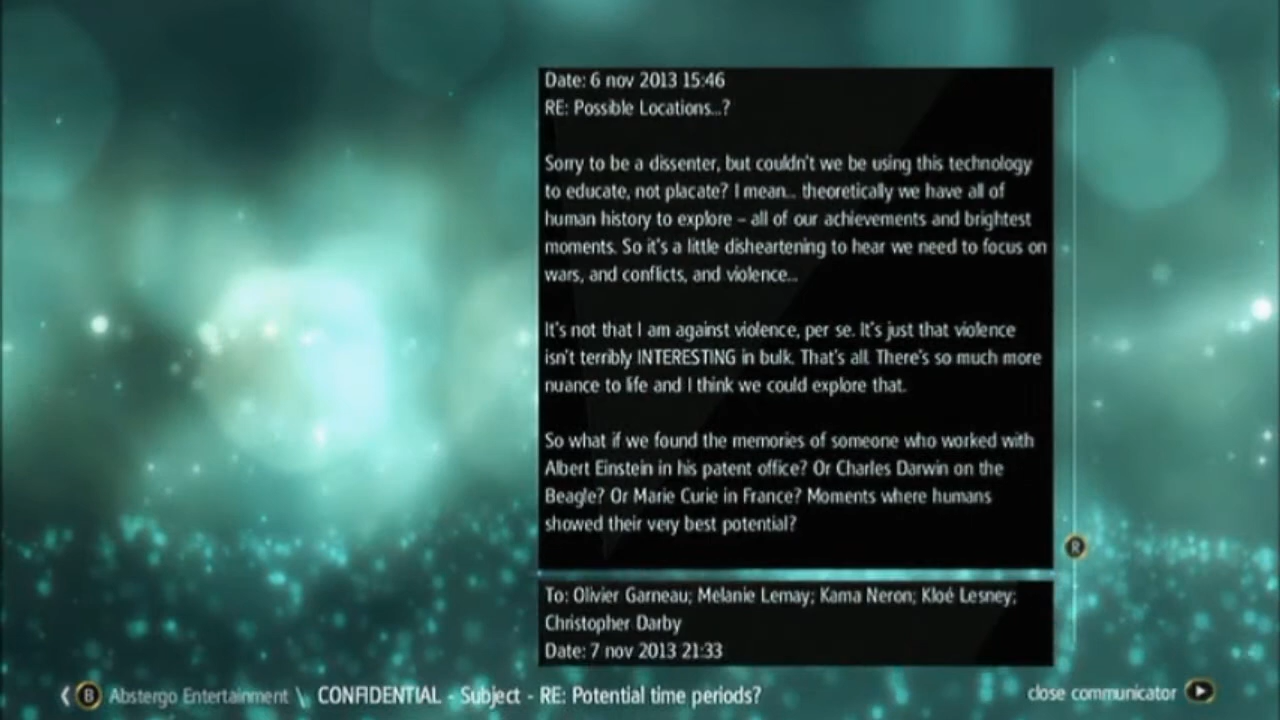 Date: 6 nov 2013 15:46
RE: Possible Locations...?
Sorry to be a dissenter, but couldn't we be using this technology
to educate, not placate? I mean... theoretically we have all of
human history to explore – all of our achievements and brightest
moments. So it's a little disheartening to hear we need to focus on
wars, and conflicts, and violence...
It's not that I am against violence, per se. It's just that violence
isn't terribly INTERESTING in bulk. That's all. There's so much more
nuance to life and I think we could explore that.
So what if we found the memories of someone who worked with
Albert Einstein in his patent office? Or Charles Darwin on the
Beagle? Or Marie Curie in France? Moments where humans
showed their very best potential?
R
To: Olivier Garneau; Melanie Lemay; Kama Neron; Kloé Lesney;
Christopher Darby
Date: 7 nov 2013 21:33
B Abstergo Entertainment \ CONFIDENTIAL - Subject - RE: Potential time periods?
close communicator